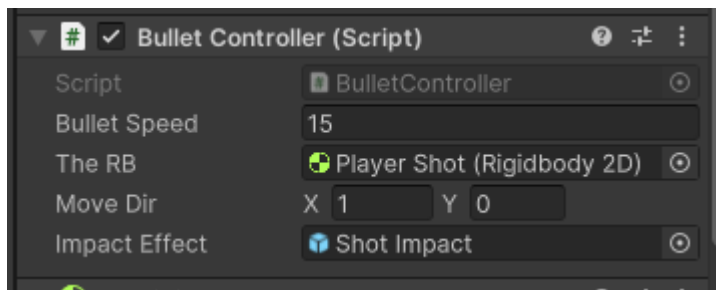 Bullet Controller (Script)
Script BulletController
Bullet Speed 15
The RB Player Shot (Rigidbody 2D)
Move Dir X 1 Y 0
Impact Effect Shot Impact